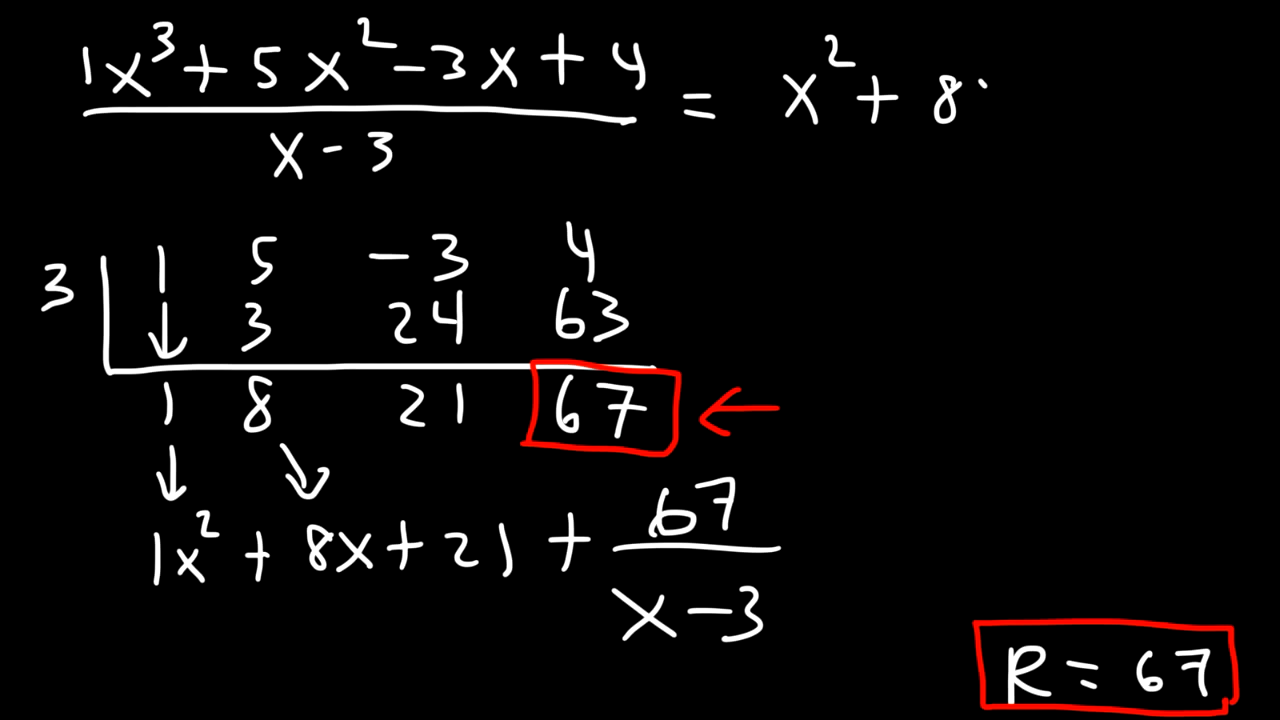 1x³ + 5x² - 3x + 4
x - 3
= x² + 8
3
1 5 -3 4
↓ 3 24 63
1 8 21 67 ←
↓ ↘
1x² + 8x + 21 + 67
x - 3
R = 67